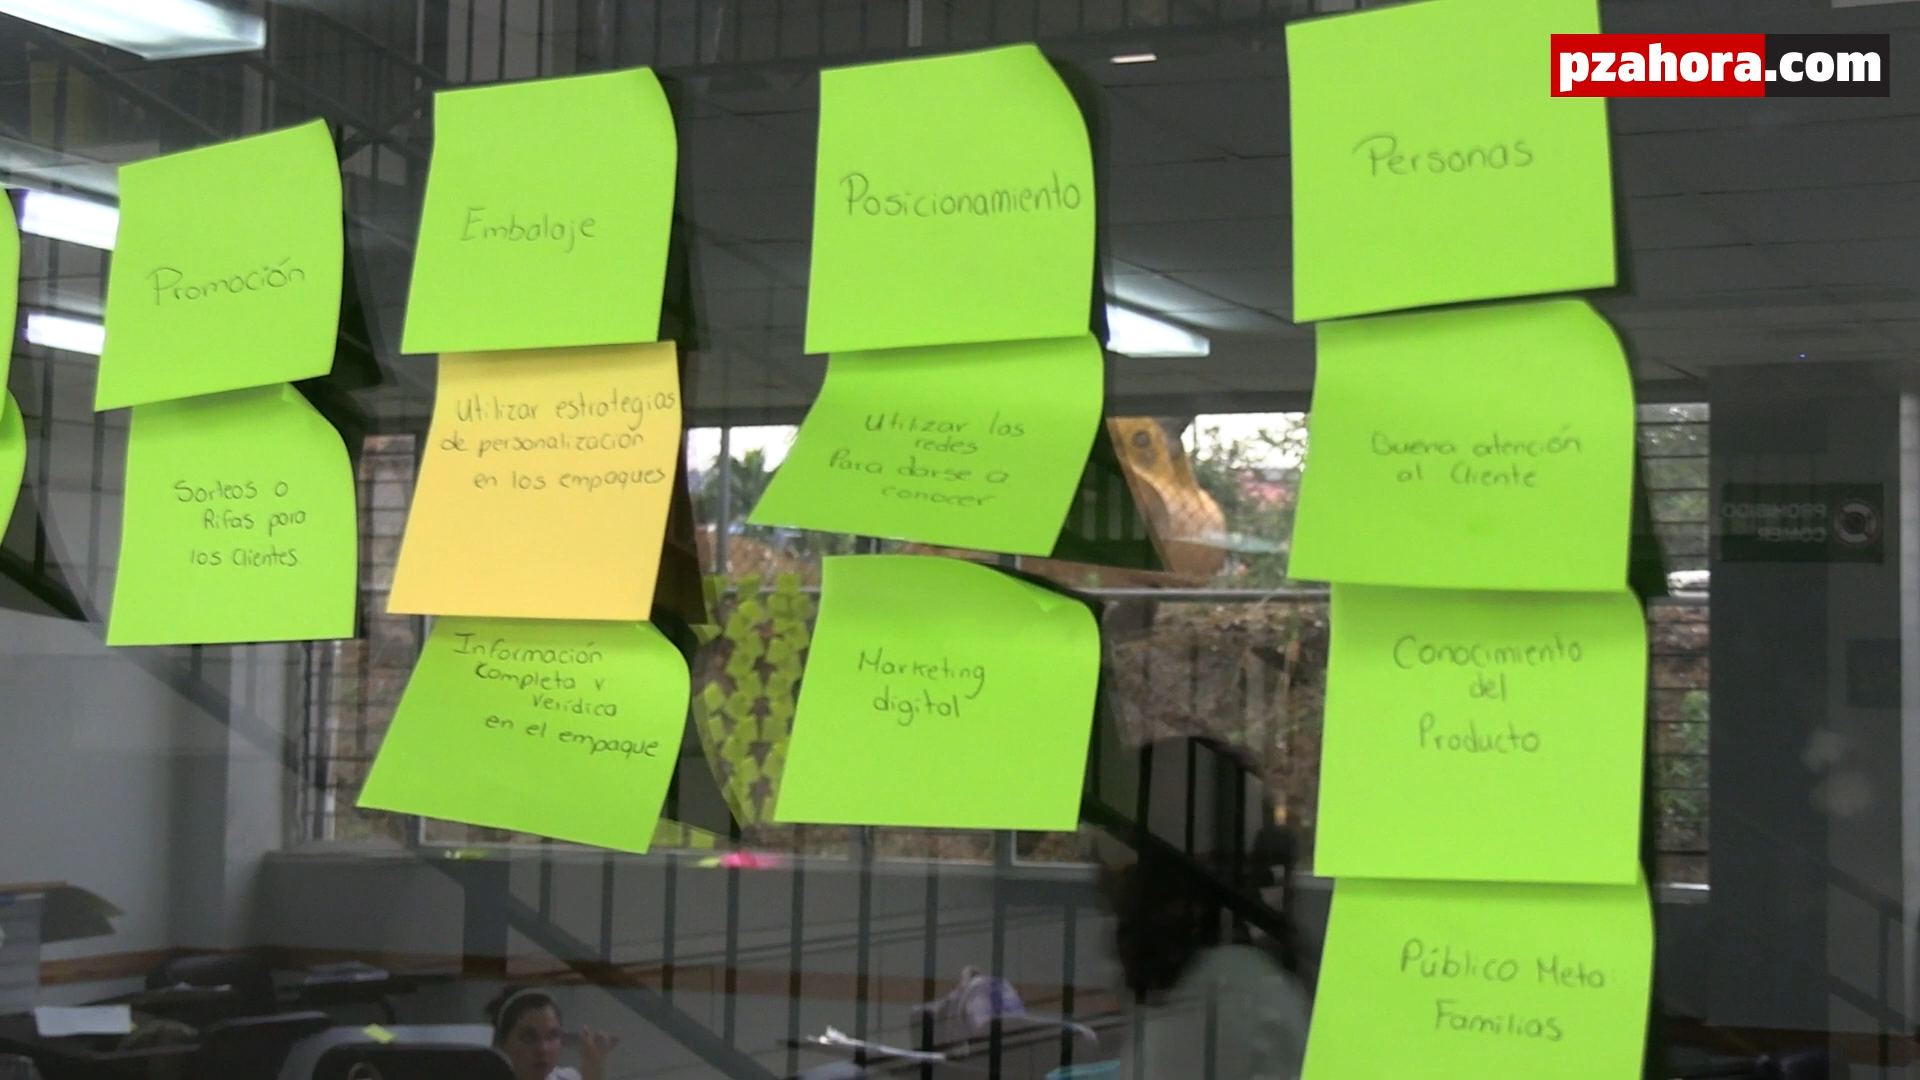 pzahora.com
Promoción
Sorteos o
Rifas para
los Clientes
Embalaje
Utilizar estrategias
de personalización
en los empaques
Información
Completa y
Verídica
en el empaque
Posicionamiento
Utilizar las
redes
Para darse a
conocer
Marketing
digital
Personas
Buena atención
al Cliente
Conocimiento
del
Producto
Público Meta
Familias
PROHIBIDO
COMER